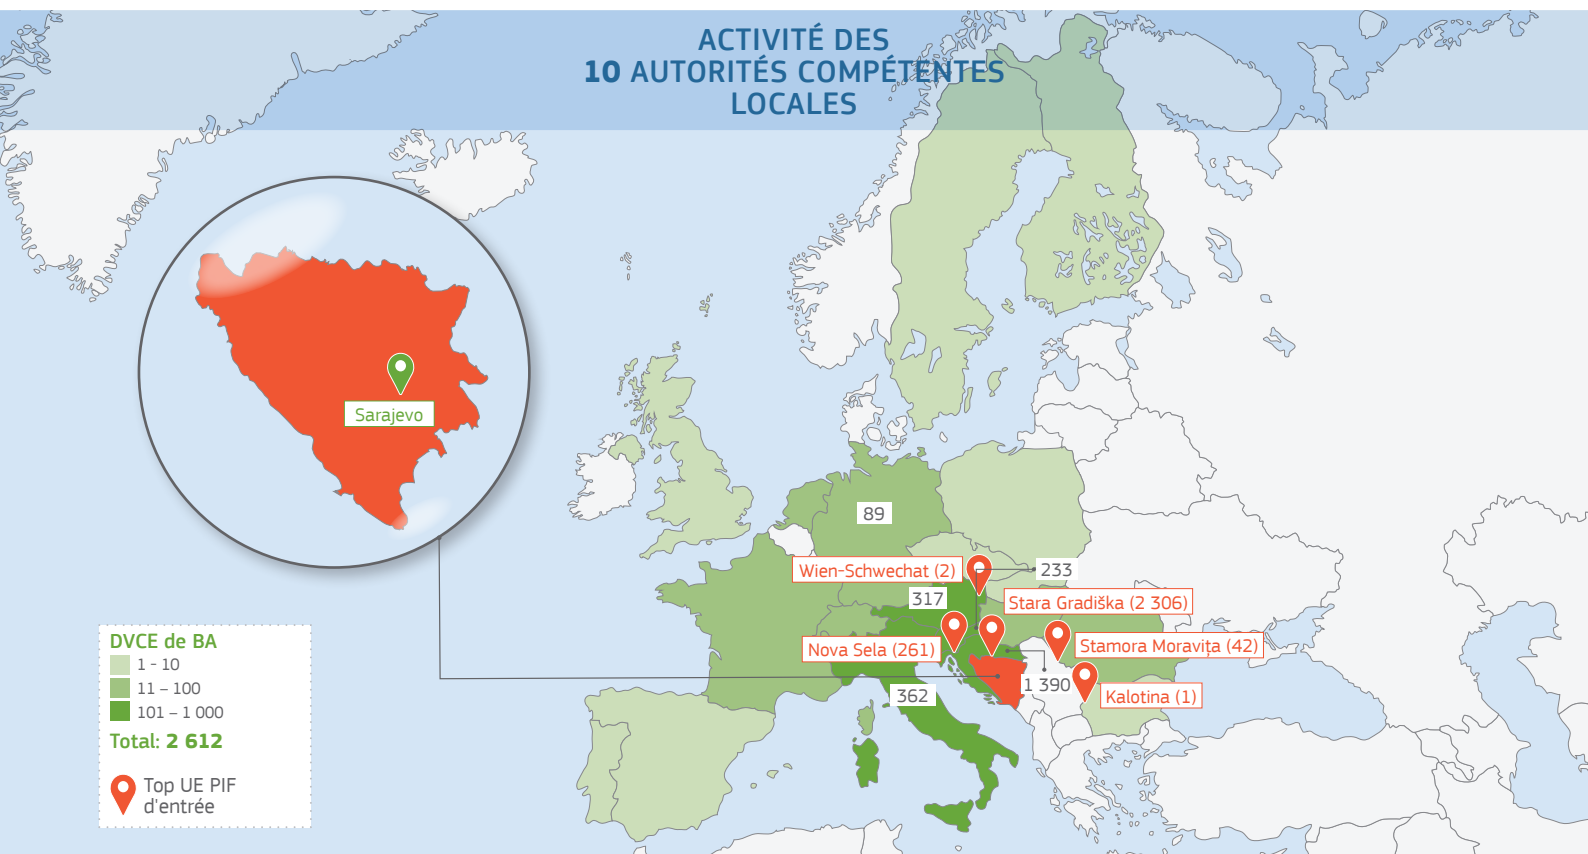 ACTIVITÉ DES
10 AUTORITÉS COMPÉTENTES
LOCALES
Sarajevo
89
Wien-Schwechat (2)
233
317
Stara Gradiška (2 306)
Nova Sela (261)
Stamora Moravița (42)
1 390
362
Kalotina (1)
DVCE de BA
1 - 10
11 – 100
101 – 1 000
Total: 2 612
Top UE PIF
d'entrée